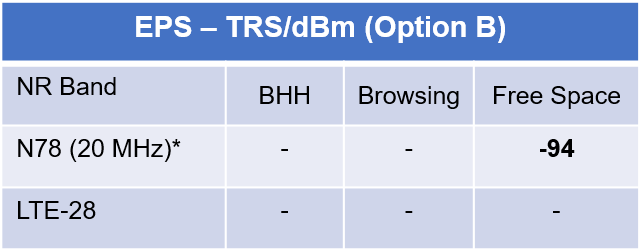 EPS – TRS/dBm (Option B)
NR Band BHH Browsing Free Space
N78 (20 MHz)* - - -94
LTE-28 - - -